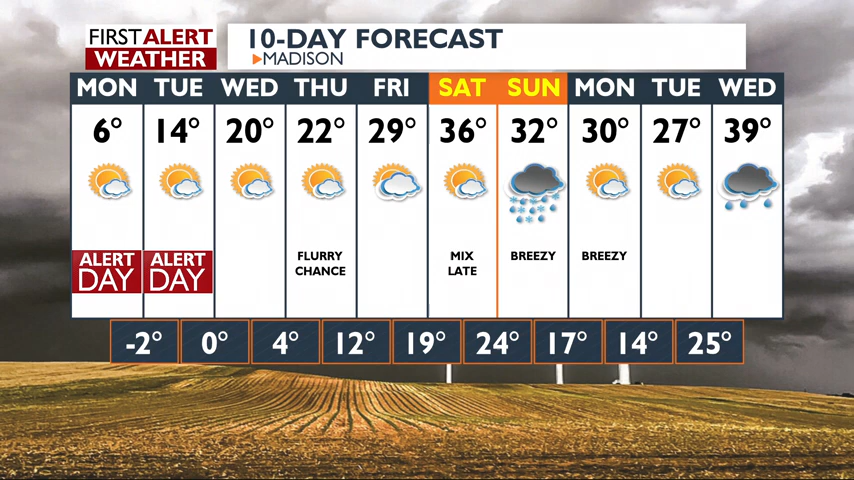 FIRST ALERT
WEATHER
10-DAY FORECAST
MADISON
MON TUE WED THU FRI SAT SUN MON TUE WED
6° 14° 20° 22° 29° 36° 32° 30° 27° 39°
ALERT DAY
ALERT DAY
FLURRY CHANCE
MIX LATE
BREEZY
BREEZY
-2° 0° 4° 12° 19° 24° 17° 14° 25°